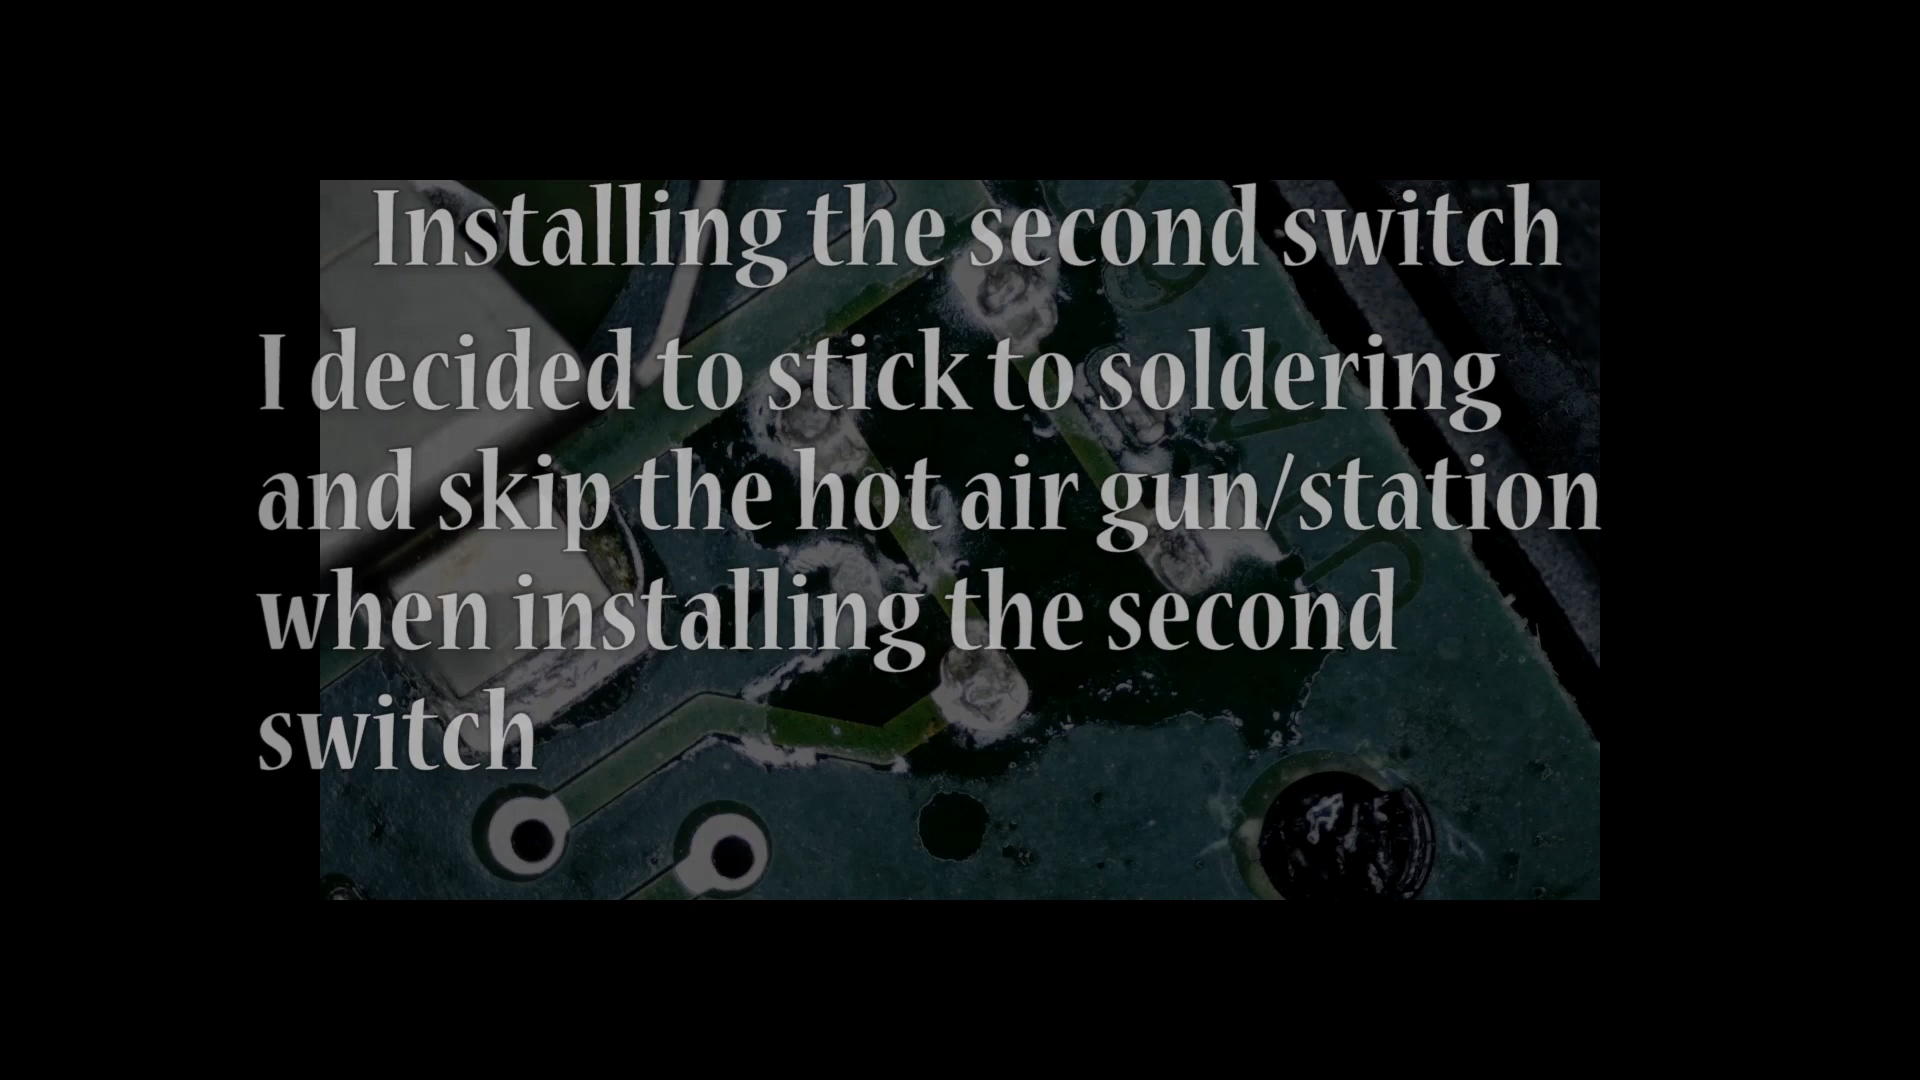 Installing the second switch
I decided to stick to soldering
and skip the hot air gun/station
when installing the second
switch